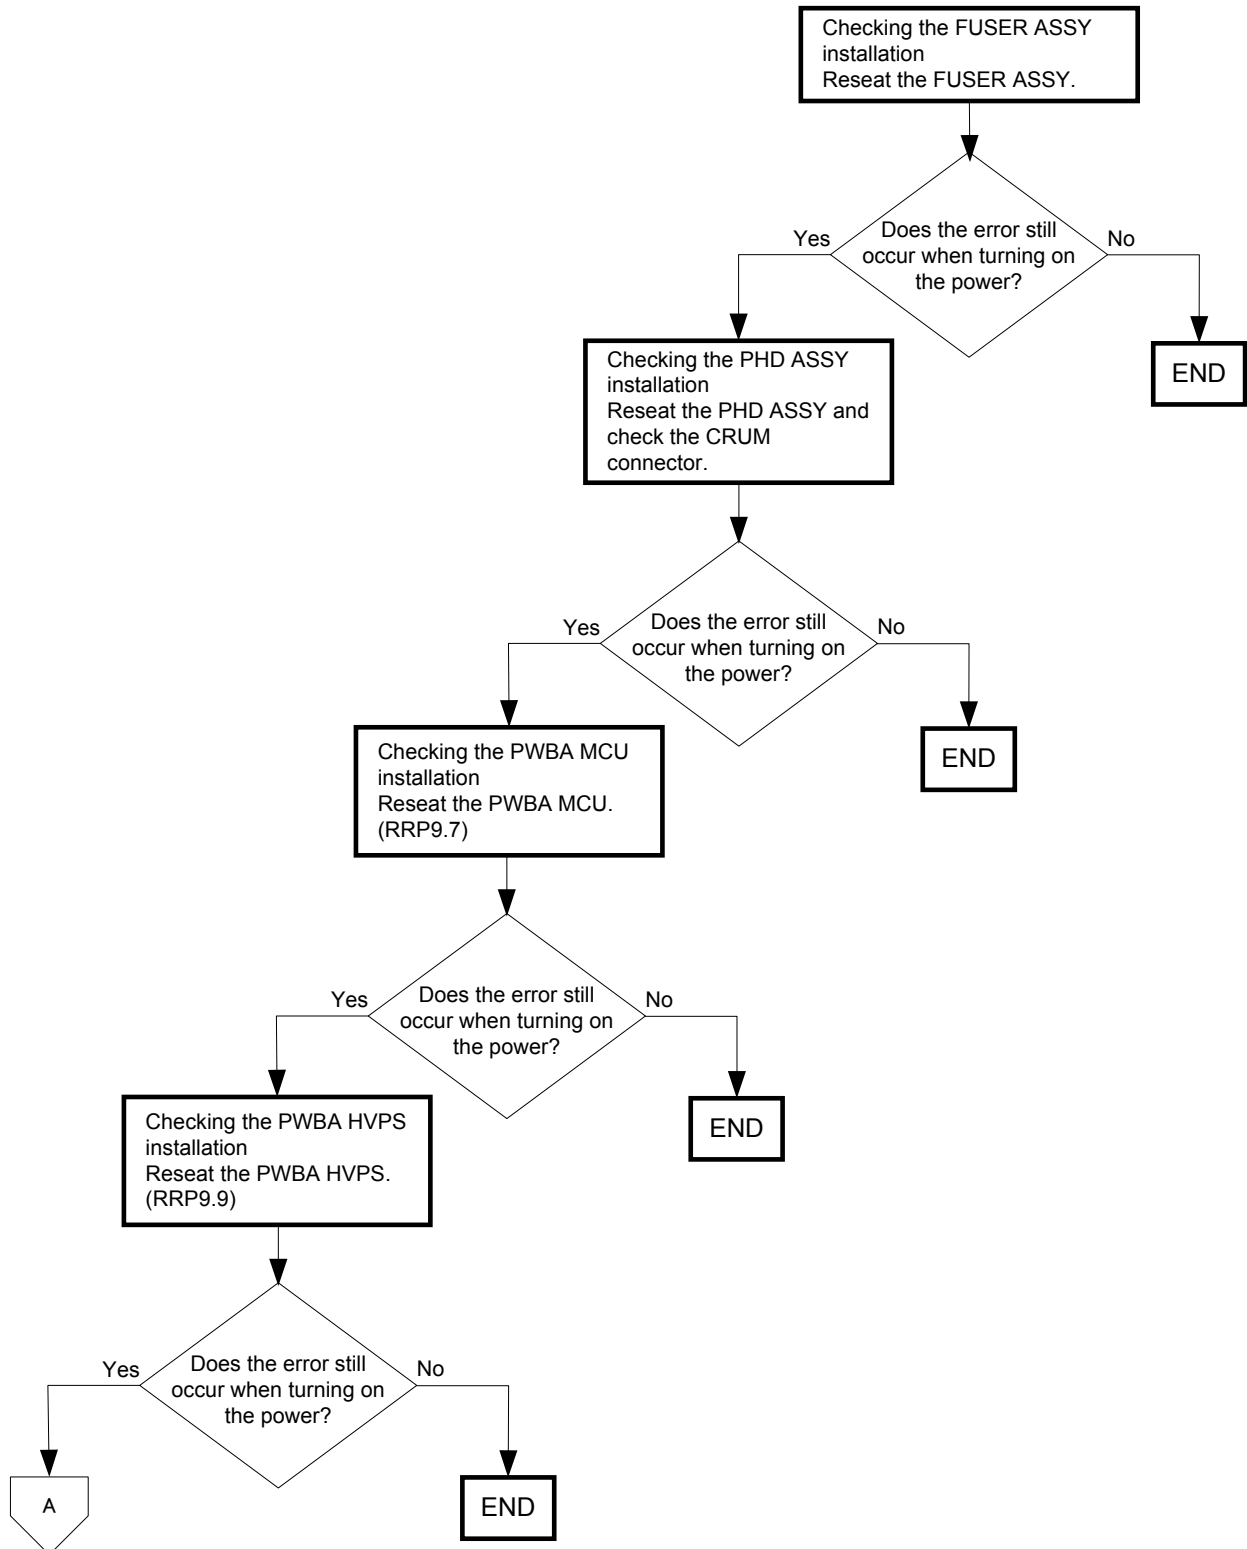 Checking the FUSER ASSY
installation
Reseat the FUSER ASSY.
Yes
Does the error still
occur when turning on
the power?
No
END
Checking the PHD ASSY
installation
Reseat the PHD ASSY and
check the CRUM
connector.
Yes
Does the error still
occur when turning on
the power?
No
END
Checking the PWBA MCU
installation
Reseat the PWBA MCU.
(RRP9.7)
Yes
Does the error still
occur when turning on
the power?
No
END
Checking the PWBA HVPS
installation
Reseat the PWBA HVPS.
(RRP9.9)
Yes
Does the error still
occur when turning on
the power?
No
A
END